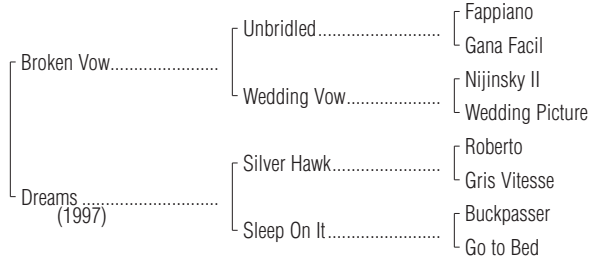 Fappiano
Unbridled..........................
Gana Facil
Broken Vow........................
Nijinsky II
Wedding Vow.....................
Wedding Picture
Roberto
Silver Hawk........................
Gris Vitesse
Dreams ..............................
(1997)
Buckpasser
Sleep On It.........................
Go to Bed